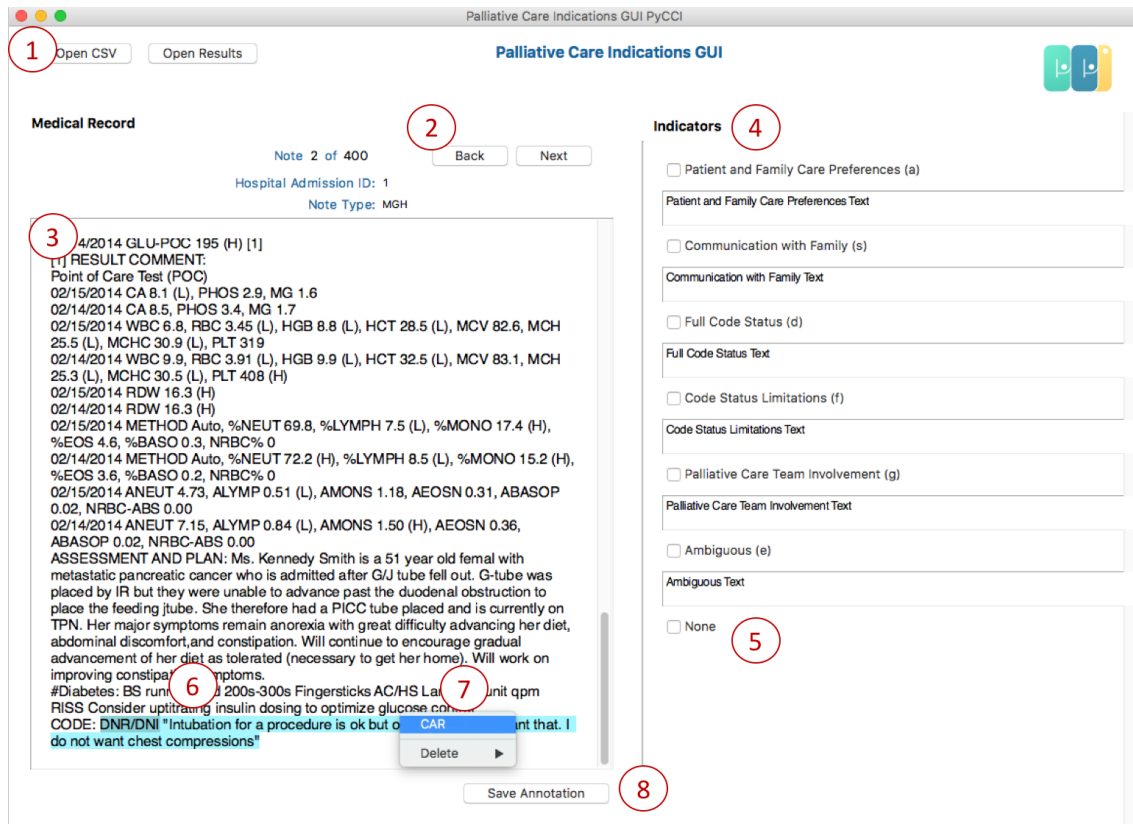 Palliative Care Indications GUI PyCCI
1
Open CSV
Open Results
Palliative Care Indications GUI
Medical Record
2
Indicators
4
Note 2 of 400
Back
Next
Hospital Admission ID: 1
Note Type: MGH
3
4/2014 GLU-POC 195 (H) [1]
[1] RESULT COMMENT:
Point of Care Test (POC)
02/15/2014 CA 8.1 (L), PHOS 2.9, MG 1.6
02/14/2014 CA 8.5, PHOS 3.4, MG 1.7
02/15/2014 WBC 6.8, RBC 3.45 (L), HGB 8.8 (L), HCT 28.5 (L), MCV 82.6, MCH
25.5 (L), MCHC 30.9 (L), PLT 319
02/14/2014 WBC 9.9, RBC 3.91 (L), HGB 9.9 (L), HCT 32.5 (L), MCV 83.1, MCH
25.3 (L), MCHC 30.5 (L), PLT 408 (H)
02/15/2014 RDW 16.3 (H)
02/14/2014 RDW 16.3 (H)
02/15/2014 METHOD Auto, %NEUT 69.8, %LYMPH 7.5 (L), %MONO 17.4 (H),
%EOS 4.6, %BASO 0.3, NRBC% 0
02/14/2014 METHOD Auto, %NEUT 72.2 (H), %LYMPH 8.5 (L), %MONO 15.2 (H),
%EOS 3.6, %BASO 0.2, NRBC% 0
02/15/2014 ANEUT 4.73, ALYMP 0.51 (L), AMONS 1.18, AEOSN 0.31, ABASOP
0.02, NRBC-ABS 0.00
02/14/2014 ANEUT 7.15, ALYMP 0.84 (L), AMONS 1.50 (H), AEOSN 0.36,
ABASOP 0.02, NRBC-ABS 0.00
ASSESSMENT AND PLAN: Ms. Kennedy Smith is a 51 year old femal with
metastatic pancreatic cancer who is admitted after G/J tube fell out. G-tube was
placed by IR but they were unable to advance past the duodenal obstruction to
place the feeding jtube. She therefore had a PICC tube placed and is currently on
TPN. Her major symptoms remain anorexia with great difficulty advancing her diet,
abdominal discomfort,and constipation. Will continue to encourage gradual
advancement of her diet as tolerated (necessary to get her home). Will work on
improving constipa ptoms.
6
7
#Diabetes: BS runn 200s-300s Fingersticks AC/HS La unit qpm
RISS Consider uptitrating insulin dosing to optimize glucose
CODE: DNR/DNI "Intubation for a procedure is ok but o ant that. I
do not want chest compressions"
CAR
Delete
Save Annotation
8
Patient and Family Care Preferences (a)
Patient and Family Care Preferences Text
Communication with Family (s)
Communication with Family Text
Full Code Status (d)
Full Code Status Text
Code Status Limitations (f)
Code Status Limitations Text
Palliative Care Team Involvement (g)
Palliative Care Team Involvement Text
Ambiguous (e)
Ambiguous Text
None
5